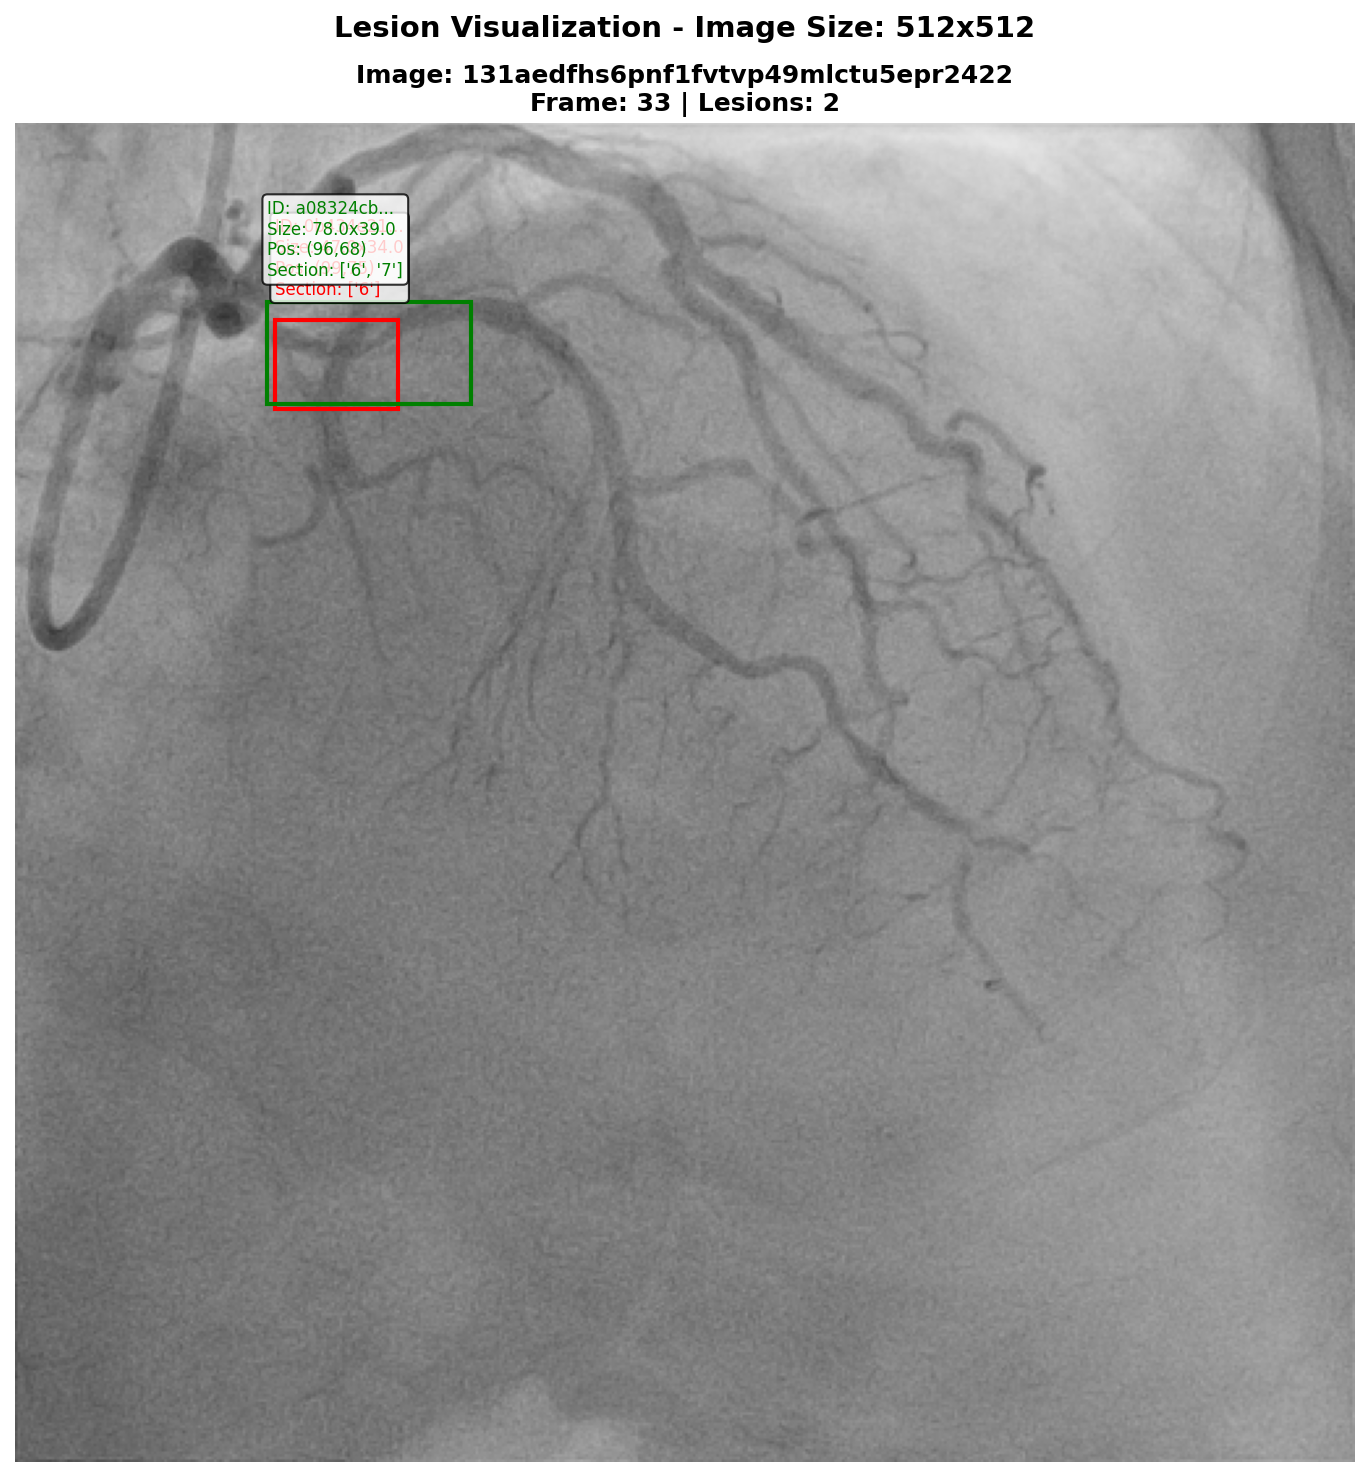 Lesion Visualization - Image Size: 512x512
Image: 131aedfhs6pnf1fvtvp49mlctu5epr2422
Frame: 33 | Lesions: 2
ID: a08324cb...
Size: 78.0x39.0
Pos: (96,68)
Section: ['6', '7']
Section: ['6']